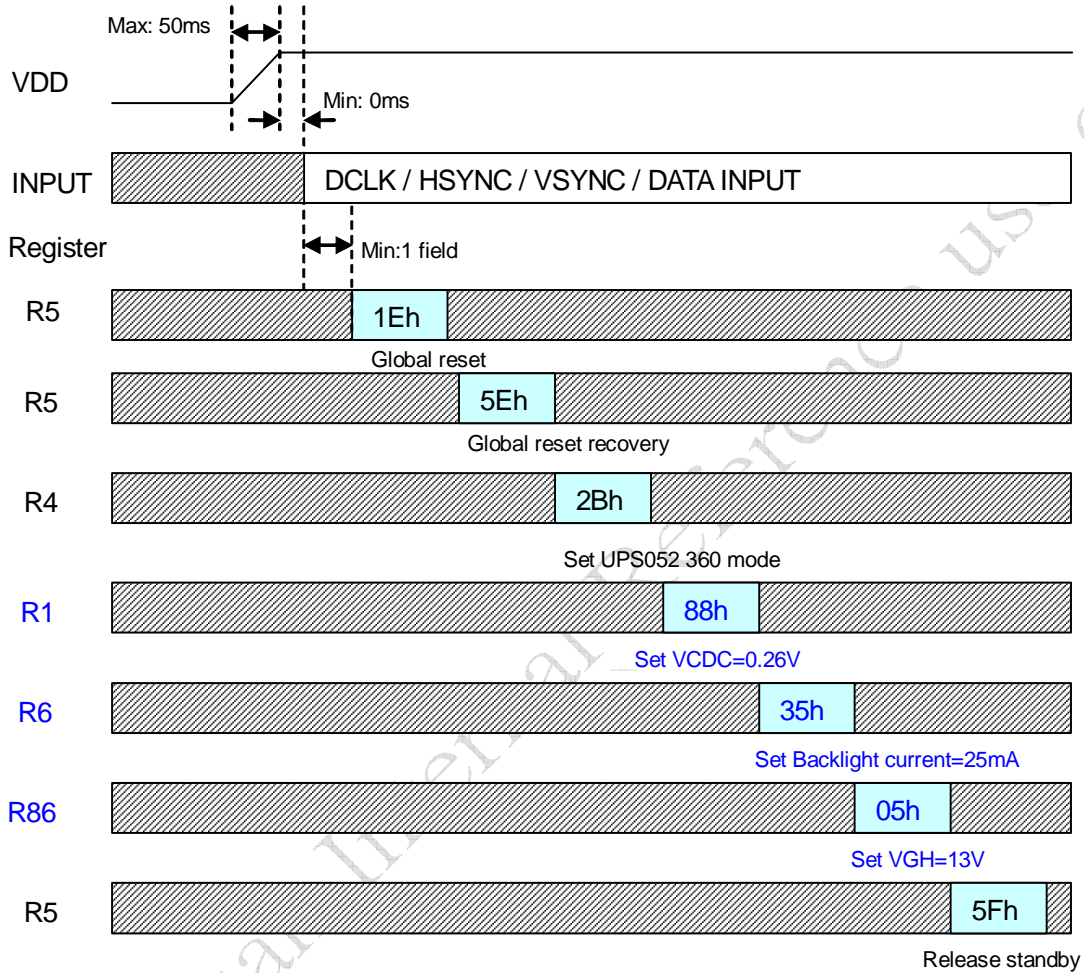 Max: 50ms
VDD
Min: 0ms
INPUT
DCLK / HSYNC / VSYNC / DATA INPUT
Register
Min:1 field
R5
1Eh
Global reset
R5
5Eh
Global reset recovery
R4
2Bh
Set UPS052 360 mode
R1
88h
Set VCDC=0.26V
R6
35h
Set Backlight current=25mA
R86
05h
Set VGH=13V
R5
5Fh
Release standby